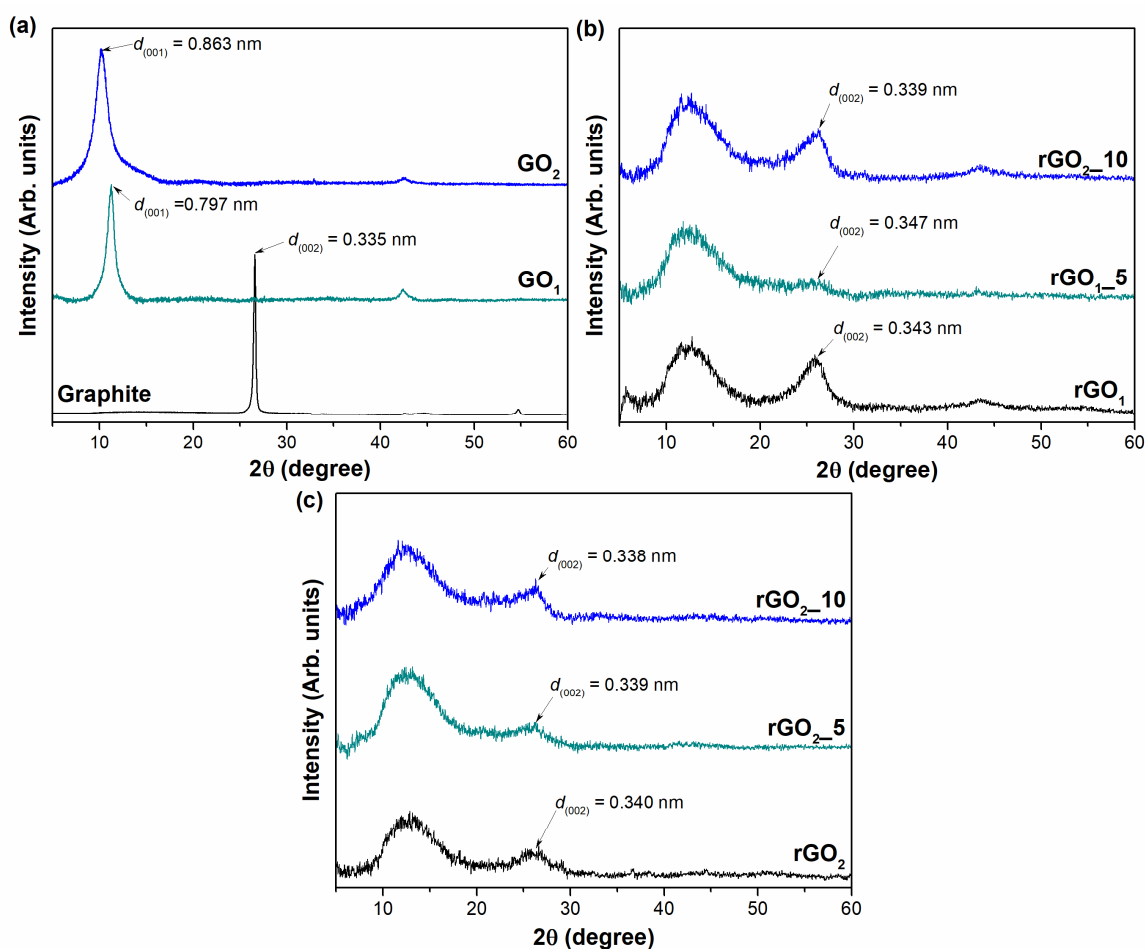 (a)
d(001) = 0.863 nm
GO2
d(001) =0.797 nm
d(002) = 0.335 nm
GO1
Graphite
Intensity (Arb. units)
10 20 30 40 50 60
2θ (degree)
(b)
d(002) = 0.339 nm
rGO2_10
d(002) = 0.347 nm
rGO1_5
d(002) = 0.343 nm
rGO1
Intensity (Arb. units)
10 20 30 40 50 60
2θ (degree)
(c)
d(002) = 0.338 nm
rGO2_10
d(002) = 0.339 nm
rGO2_5
d(002) = 0.340 nm
rGO2
Intensity (Arb. units)
10 20 30 40 50 60
2θ (degree)